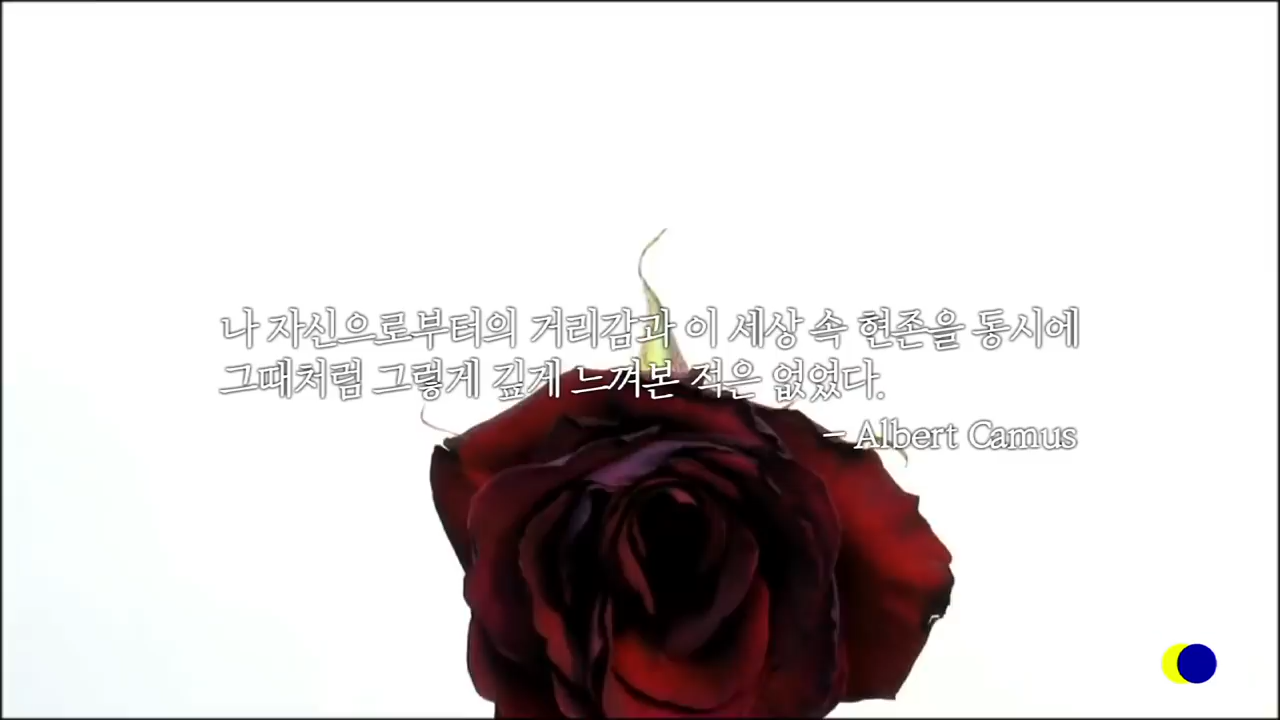 나 자신으로부터의 거리감과 이 세상 속 현존을 동시에
그때처럼 그렇게 깊게 느껴본 적은 없었다.
- Albert Camus